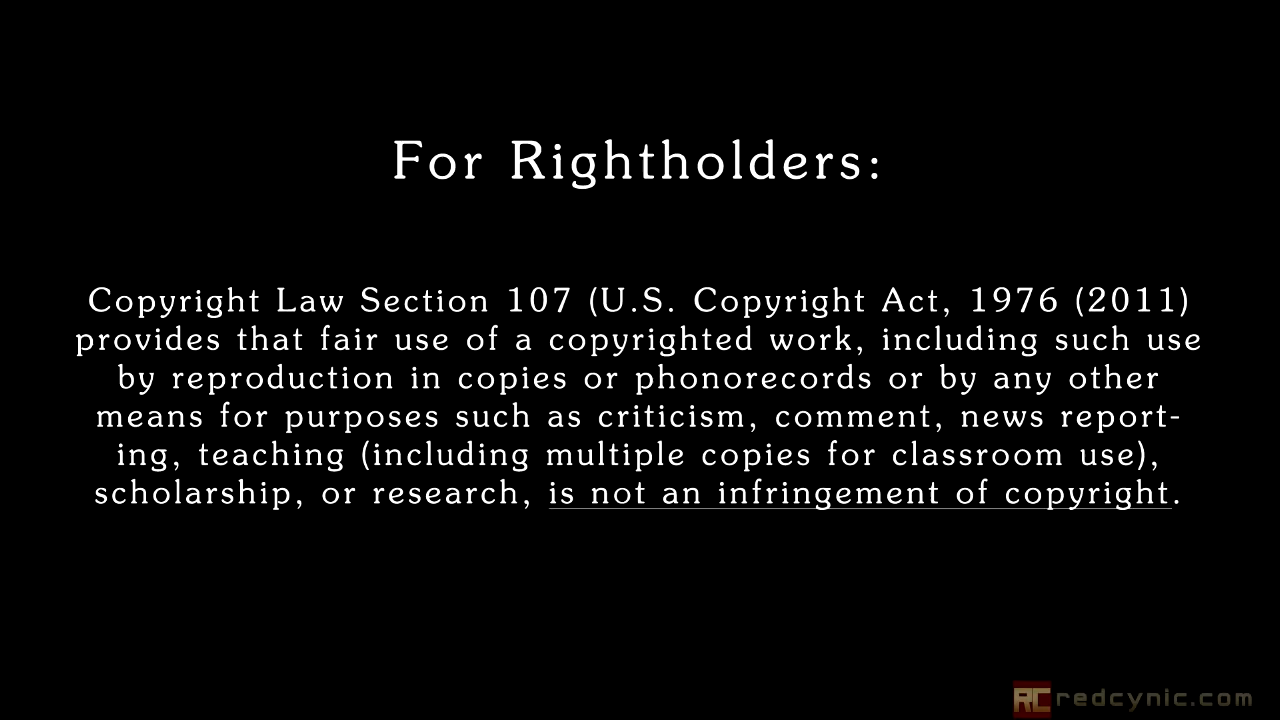 For Rightholders:
Copyright Law Section 107 (U.S. Copyright Act, 1976 (2011)
provides that fair use of a copyrighted work, including such use
by reproduction in copies or phonorecords or by any other
means for purposes such as criticism, comment, news report-
ing, teaching (including multiple copies for classroom use),
scholarship, or research, is not an infringement of copyright.
RC redcynic.com